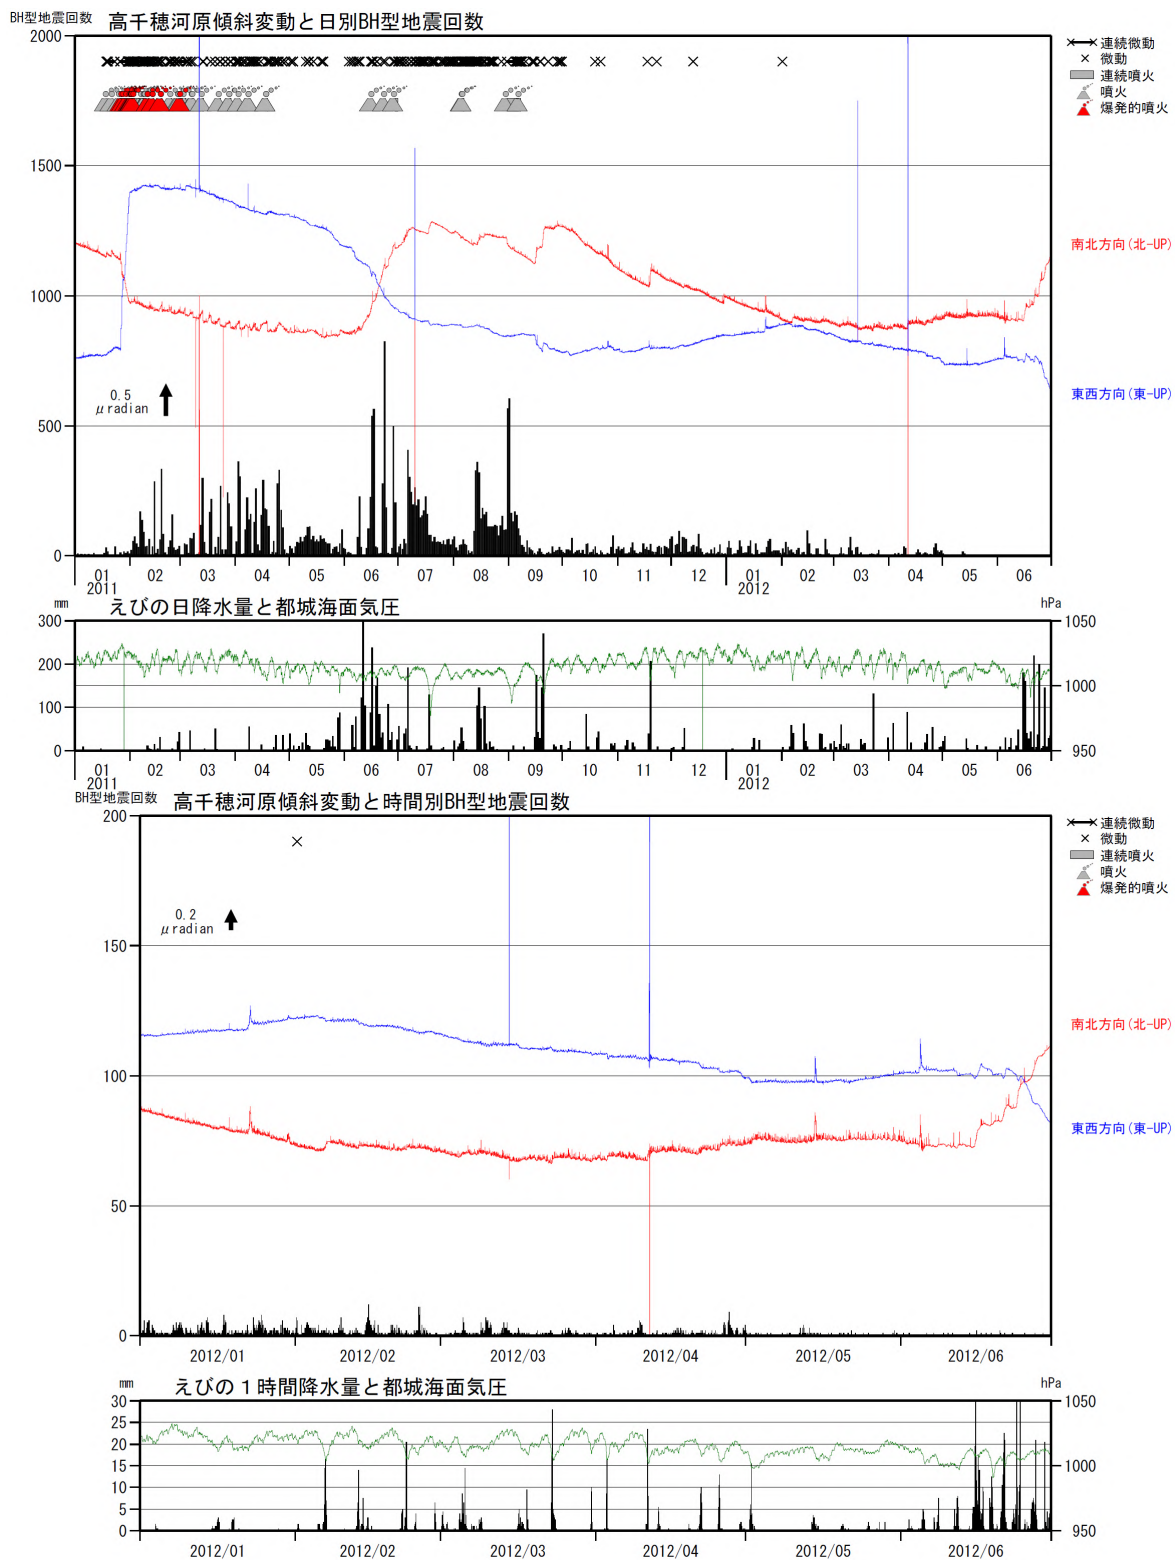 BH型地震回数 高千穂河原傾斜変動と日別BH型地震回数
2000
1500
1000
500
0
連続微動
微動
連続噴火
噴火
爆発的噴火
南北方向(北-UP)
東西方向(東-UP)
0.5
μradian
01 02 03 04 05 06 07 08 09 10 11 12 01 02 03 04 05 06
2011 2012
mm えびの日降水量と都城海面気圧 hPa
300
200
100
0
1050
1000
950
01 02 03 04 05 06 07 08 09 10 11 12 01 02 03 04 05 06
2011 2012
BH型地震回数 高千穂河原傾斜変動と時間別BH型地震回数
200
150
100
50
0
連続微動
微動
連続噴火
噴火
爆発的噴火
南北方向(北-UP)
東西方向(東-UP)
0.2
μradian
2012/01 2012/02 2012/03 2012/04 2012/05 2012/06
mm えびの1時間降水量と都城海面気圧 hPa
30
25
20
15
10
5
0
1050
1000
950
2012/01 2012/02 2012/03 2012/04 2012/05 2012/06